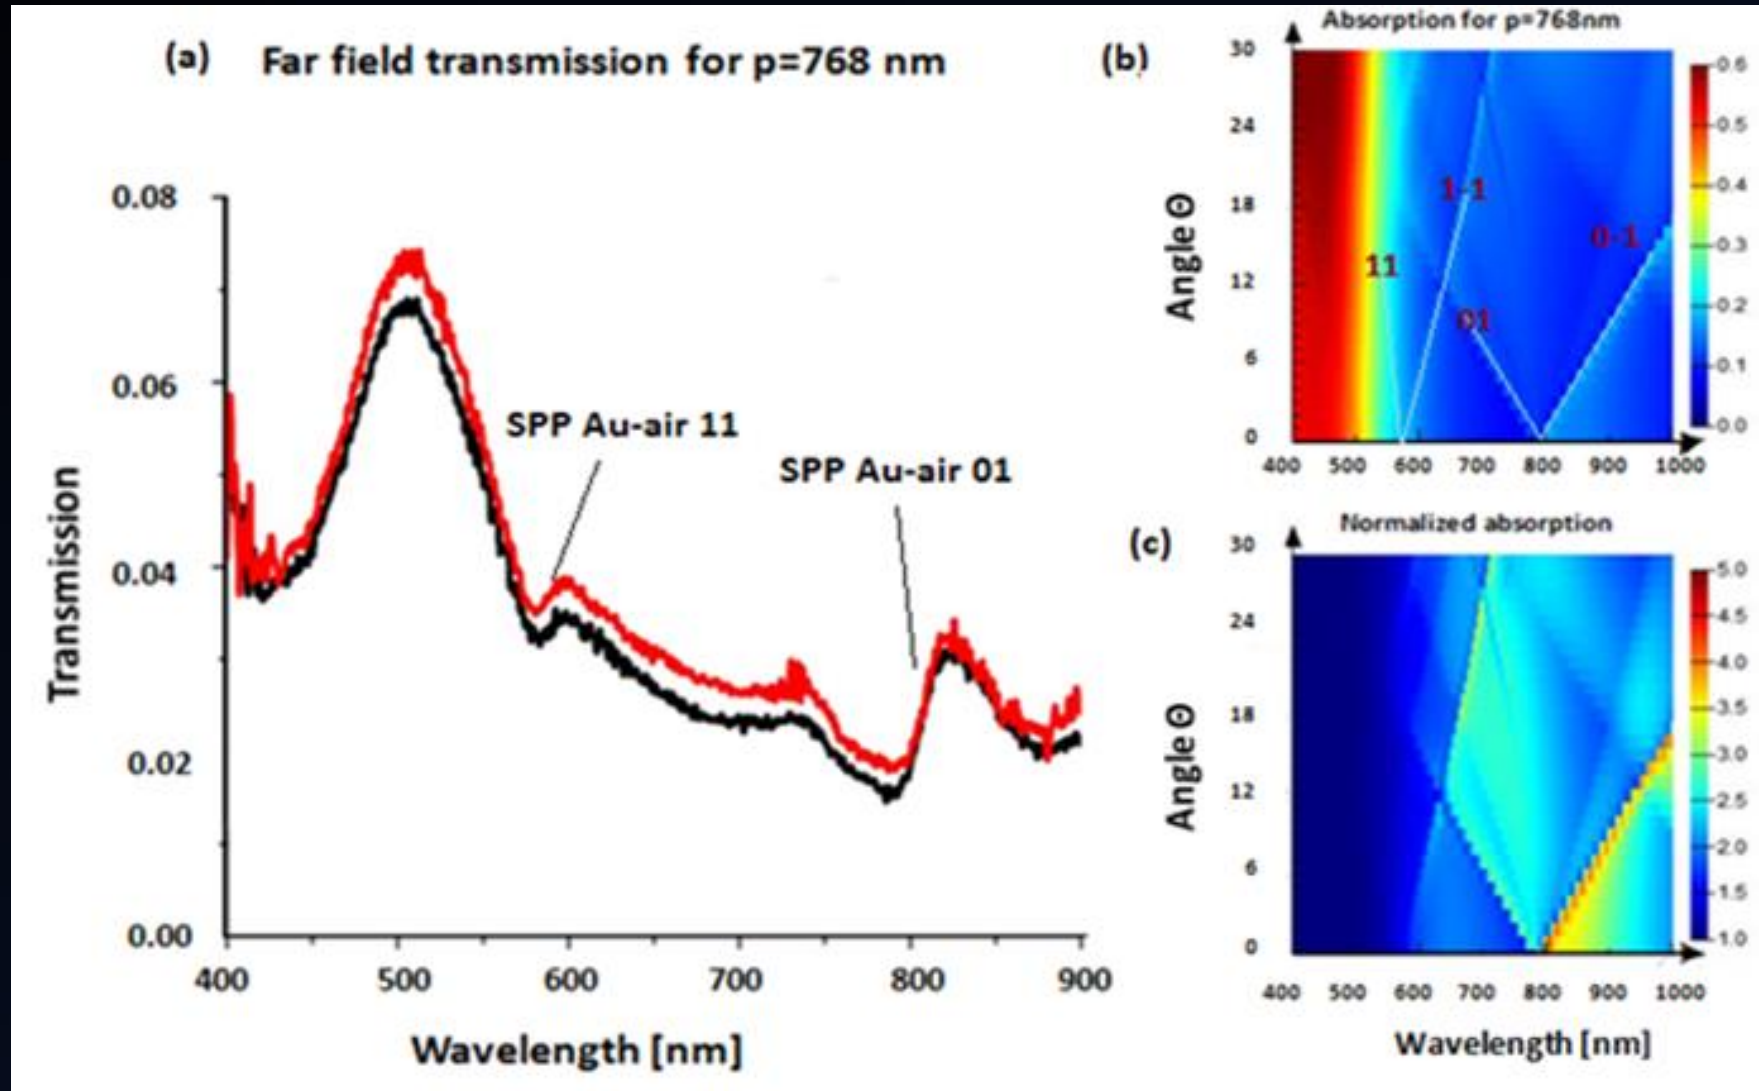 (a) Far field transmission for p=768 nm
0.08
0.06
0.04
0.02
0.00
Transmission
SPP Au-air 11
SPP Au-air 01
400 500 600 700 800 900
Wavelength [nm]
(b)
Absorption for p=768nm
30
24
18
12
6
0
Angle Θ
1-1
0-1
11
01
400 500 600 700 800 900 1000
0.6
0.5
0.4
0.3
0.2
0.1
0.0
(c)
Normalized absorption
30
24
18
12
6
0
Angle Θ
400 500 600 700 800 900 1000
Wavelength [nm]
5.0
4.5
4.0
3.5
3.0
2.5
2.0
1.5
1.0